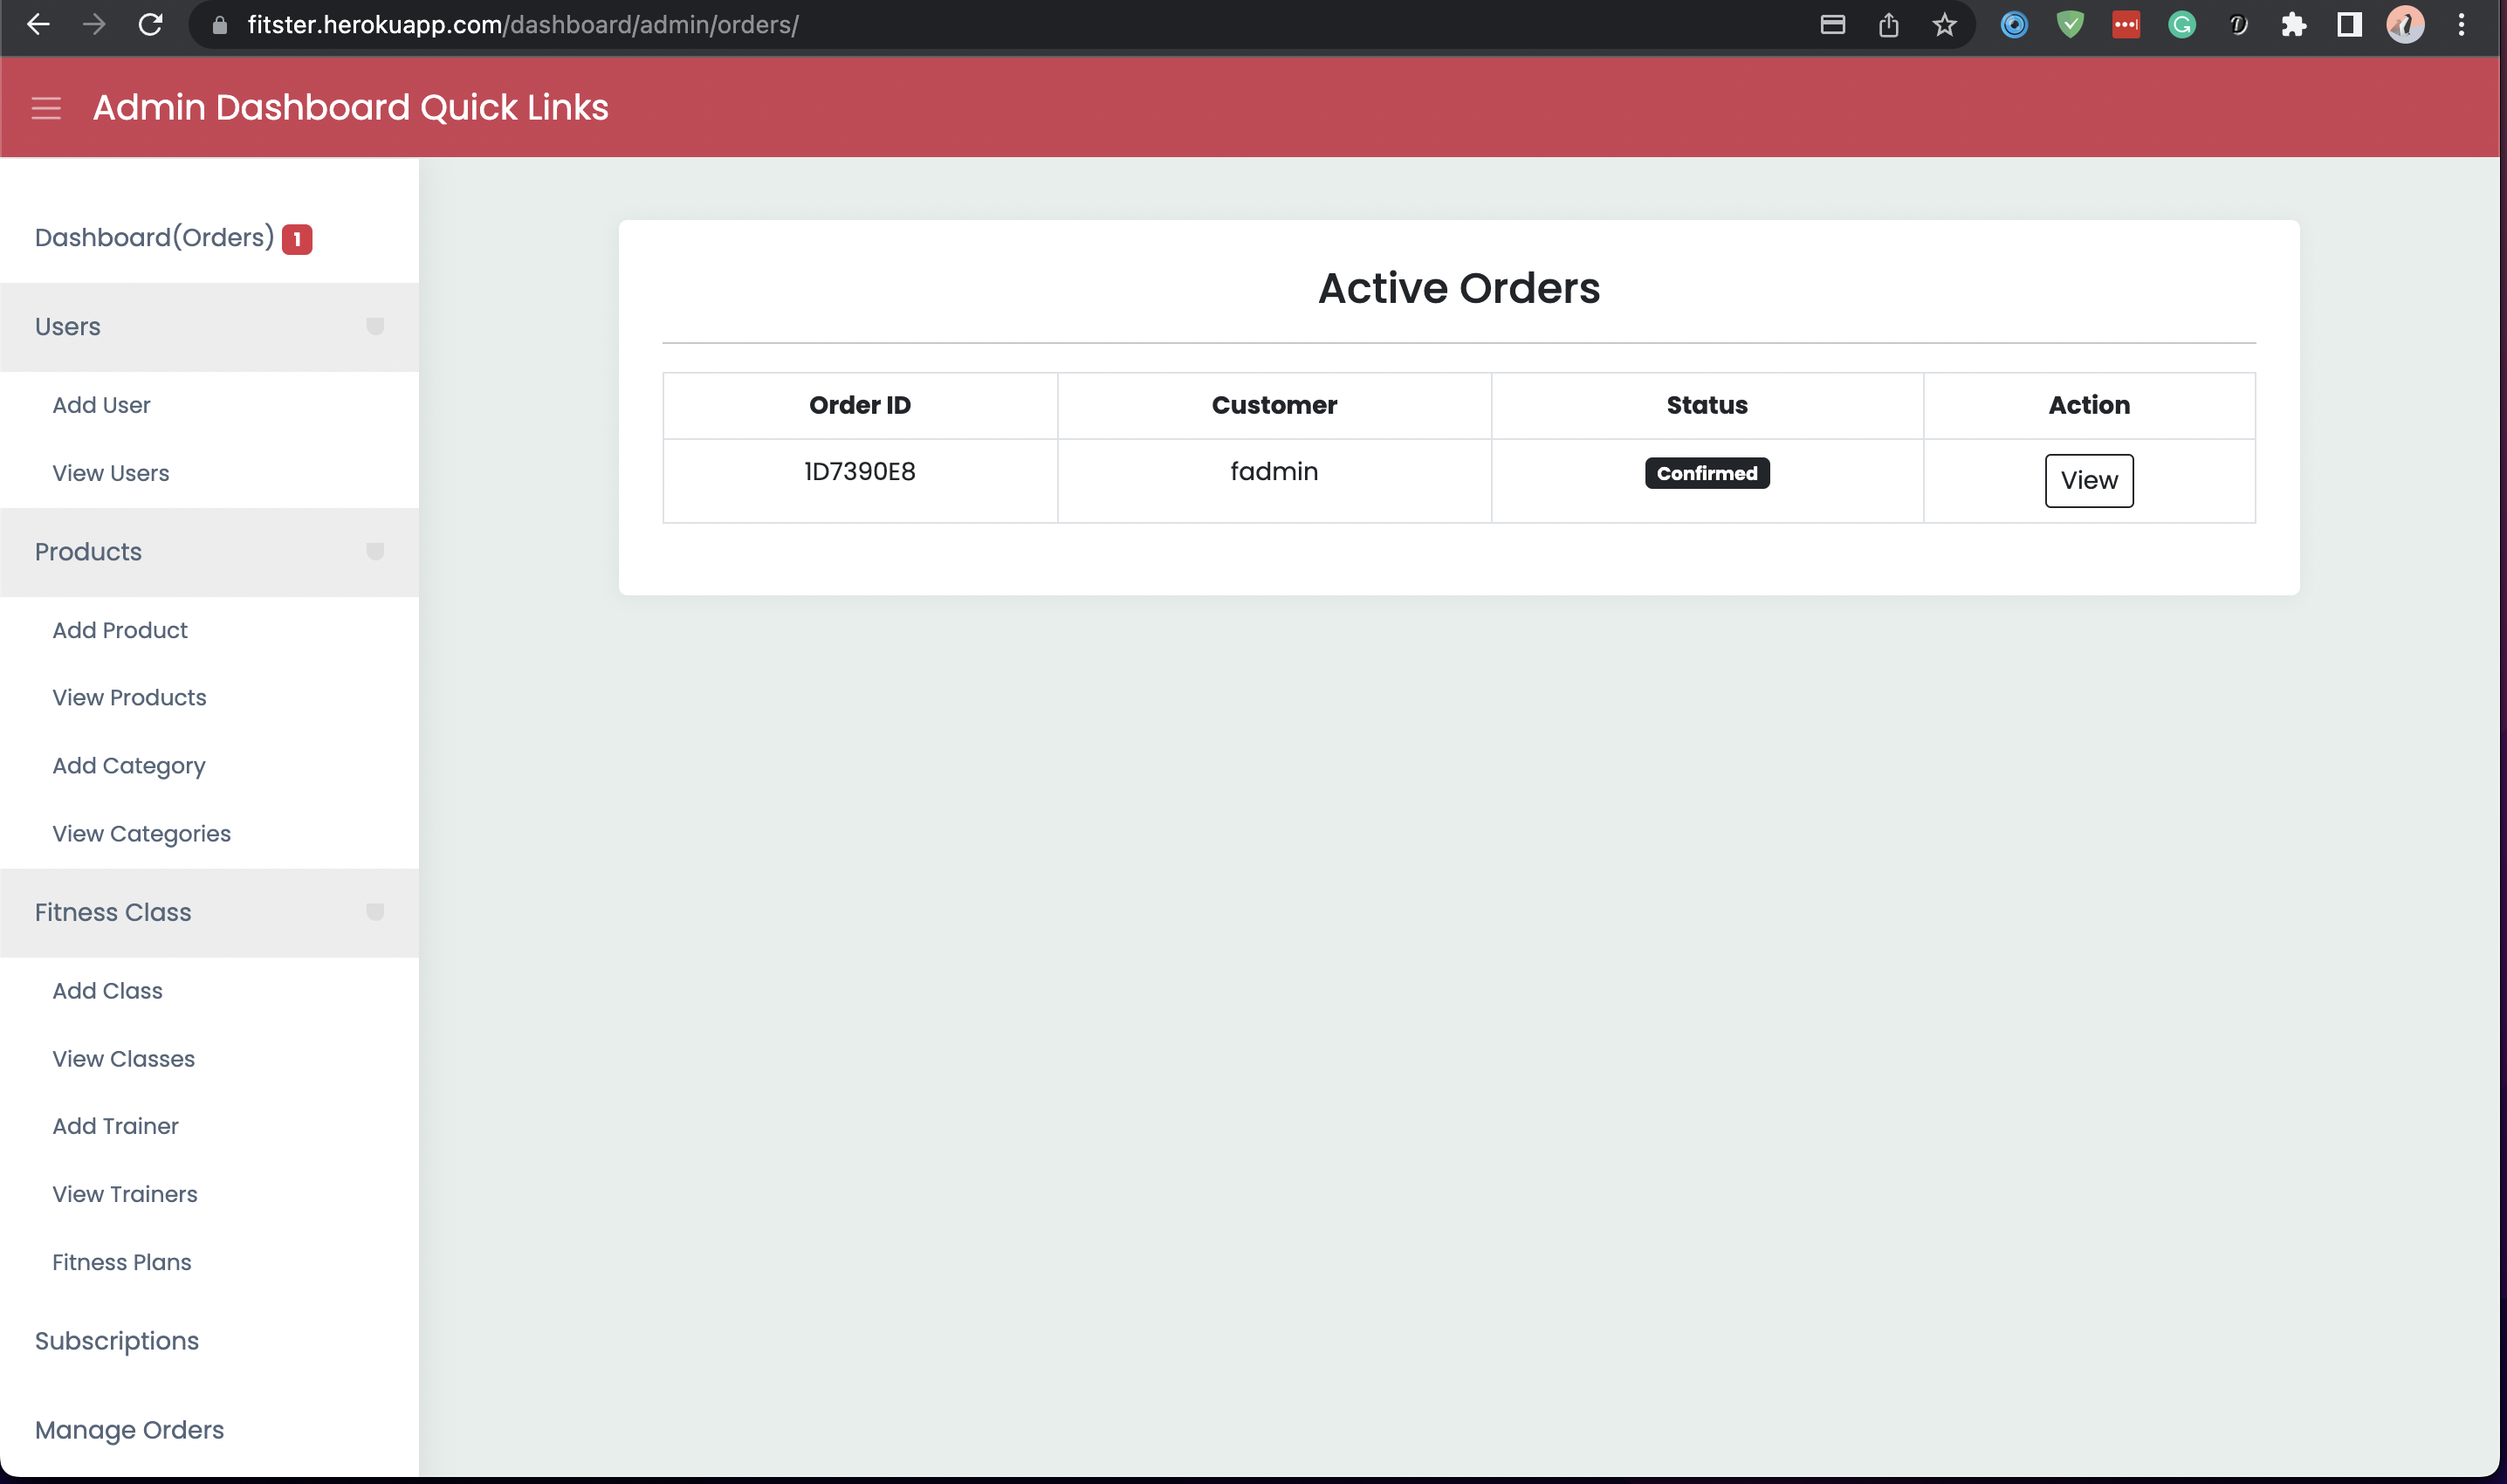 fitster.herokuapp.com/dashboard/admin/orders/
Admin Dashboard Quick Links
Dashboard(Orders) 1
Users
Add User
View Users
Products
Add Product
View Products
Add Category
View Categories
Fitness Class
Add Class
View Classes
Add Trainer
View Trainers
Fitness Plans
Subscriptions
Manage Orders
Active Orders
Order ID Customer Status Action
1D7390E8 fadmin Confirmed View